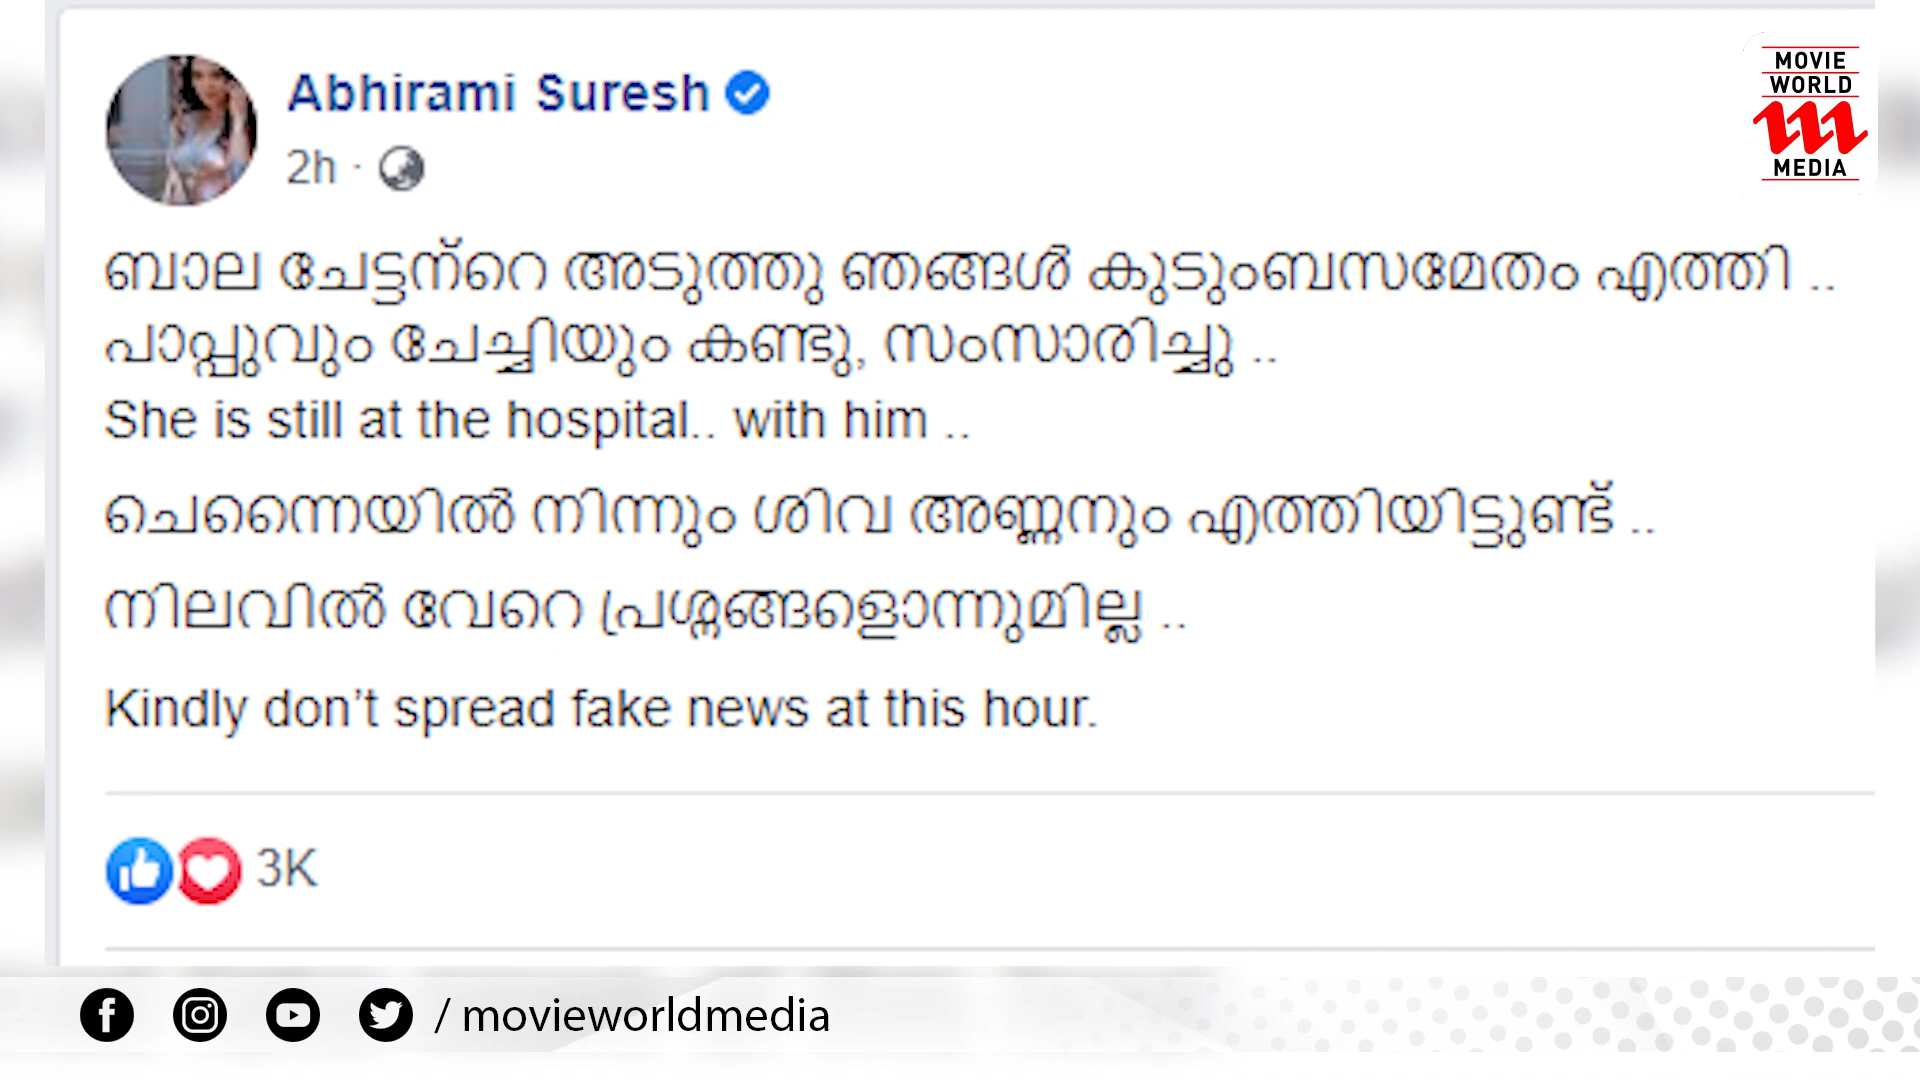 Abhirami Suresh
2h ·
ബാല ചേട്ടന്റെ അടുത്തു ഞങ്ങൾ കുടുംബസമേതം എത്തി ..
പാപ്പുവും ചേച്ചിയും കണ്ടു, സംസാരിച്ചു ..
She is still at the hospital.. with him ..
ചെന്നൈയിൽ നിന്നും ശിവ അണ്ണനും എത്തിയിട്ടുണ്ട് ..
നിലവിൽ വേറെ പ്രശ്നങ്ങളൊന്നുമില്ല ..
Kindly don’t spread fake news at this hour.
3K
MOVIE
WORLD
MEDIA
/ movieworldmedia